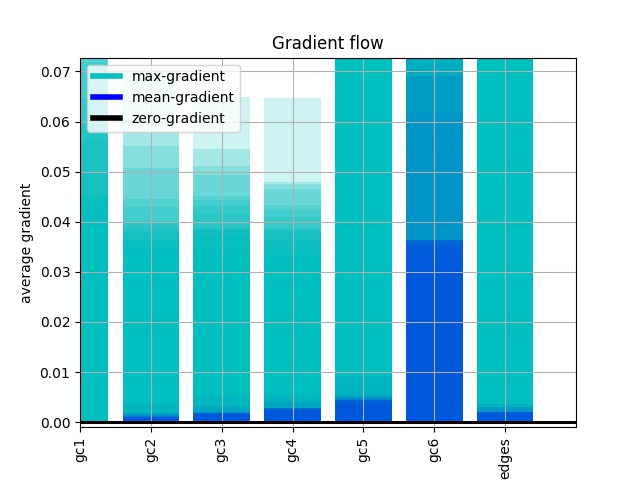 Gradient flow
max-gradient
mean-gradient
zero-gradient
average gradient
0.07
0.06
0.05
0.04
0.03
0.02
0.01
0.00
gc1
gc2
gc3
gc4
gc5
gc6
edges